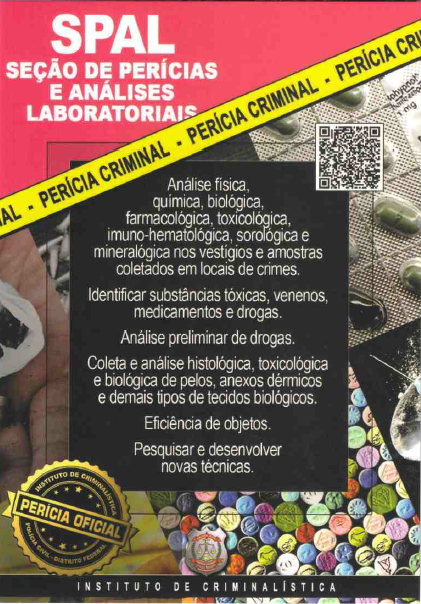 SPAL
SEÇÃO DE PERÍCIAS
E ANÁLISES
LABORATORIAIS
AL - PERÍCIA CRIMINAL - PERÍCIA CRIMINAL - PERÍCIA CRI
Análise física,
química, biológica,
farmacológica, toxicológica,
imuno-hematológica, sorológica e
mineralógica nos vestígios e amostras
coletados em locais de crimes.
Identificar substâncias tóxicas, venenos,
medicamentos e drogas.
Análise preliminar de drogas.
Coleta e análise histológica, toxicológica
e biológica de pelos, anexos dérmicos
e demais tipos de tecidos biológicos.
Eficiência de objetos.
Pesquisar e desenvolver
novas técnicas.
INSTITUTO DE CRIMINALÍSTICA
PERÍCIA OFICIAL
POLÍCIA CIVIL - DISTRITO FEDERAL
INSTITUTO DE CRIMINALÍSTICA